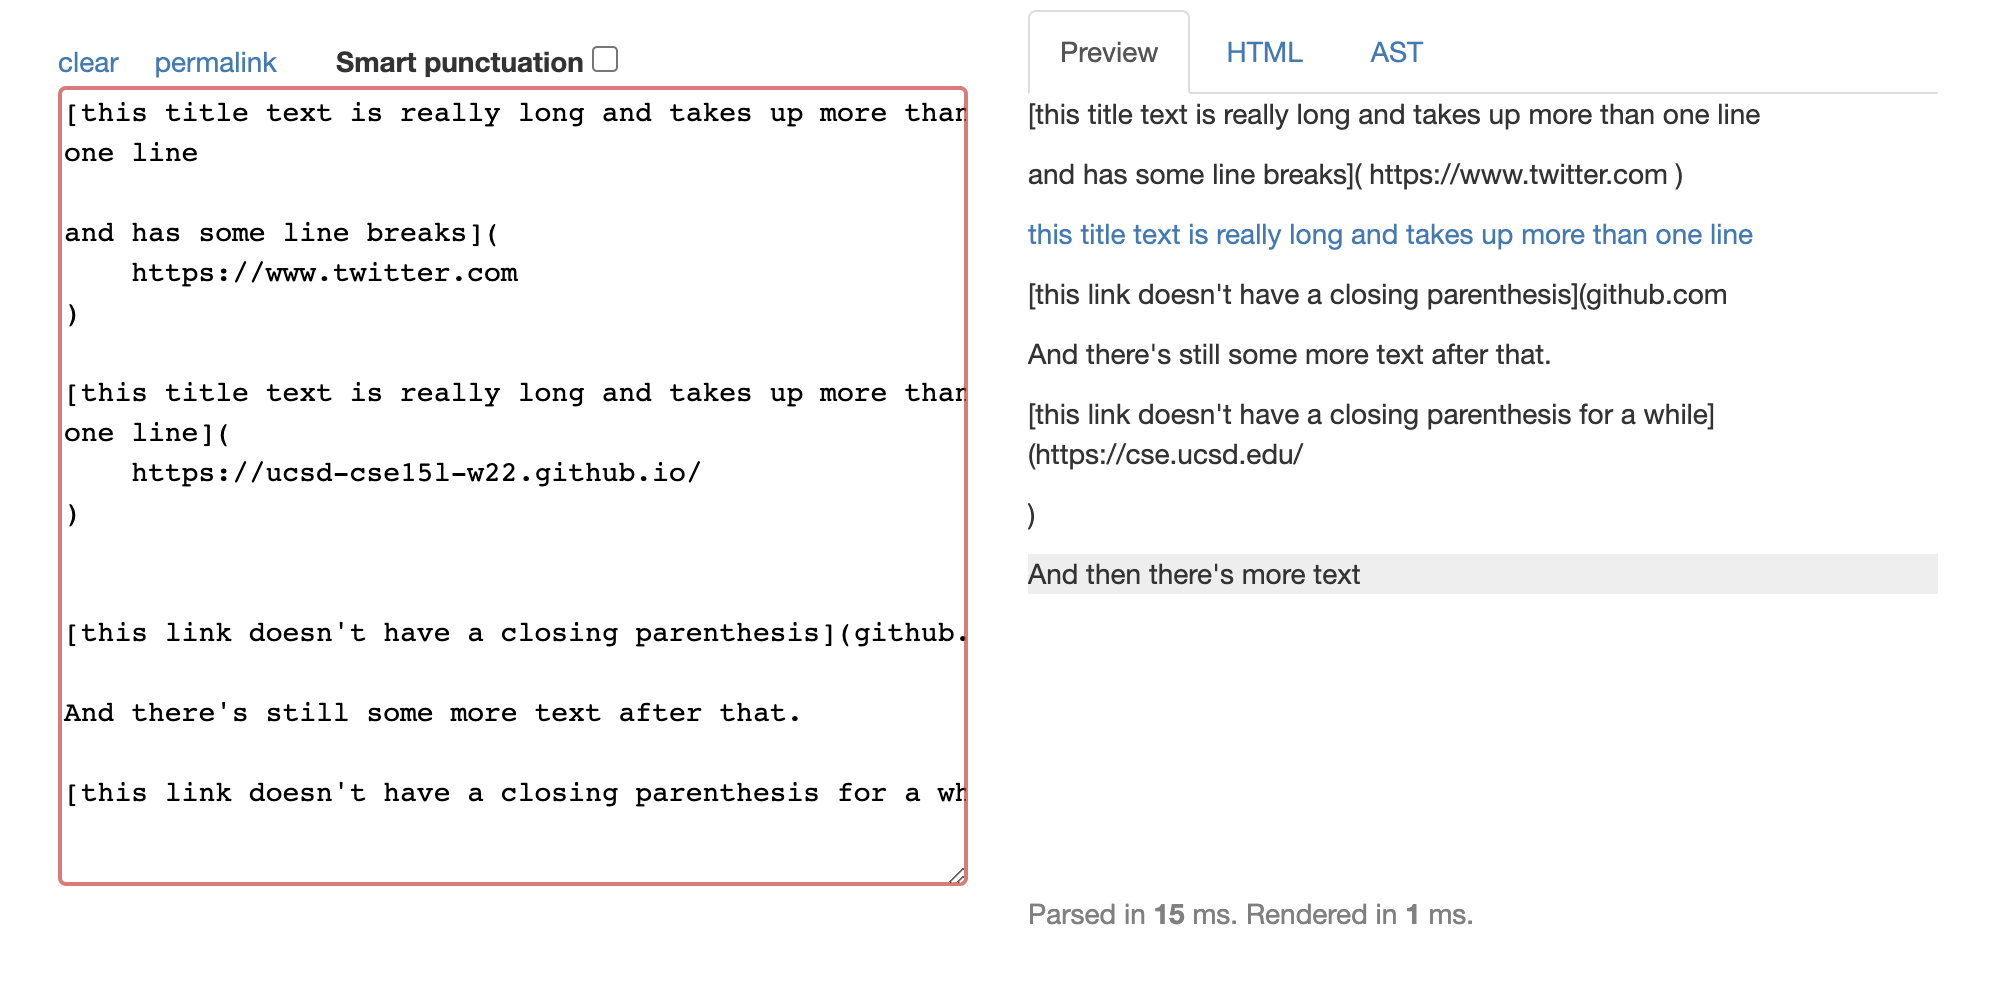 clear permalink Smart punctuation
[this title text is really long and takes up more than
one line
and has some line breaks](
https://www.twitter.com
)
[this title text is really long and takes up more than
one line](
https://ucsd-cse15l-w22.github.io/
)
[this link doesn't have a closing parenthesis](github.
And there's still some more text after that.
[this link doesn't have a closing parenthesis for a wh
Preview HTML AST
[this title text is really long and takes up more than one line
and has some line breaks]( https://www.twitter.com )
this title text is really long and takes up more than one line
[this link doesn't have a closing parenthesis](github.com
And there's still some more text after that.
[this link doesn't have a closing parenthesis for a while]
(https://cse.ucsd.edu/
)
And then there's more text
Parsed in 15 ms. Rendered in 1 ms.